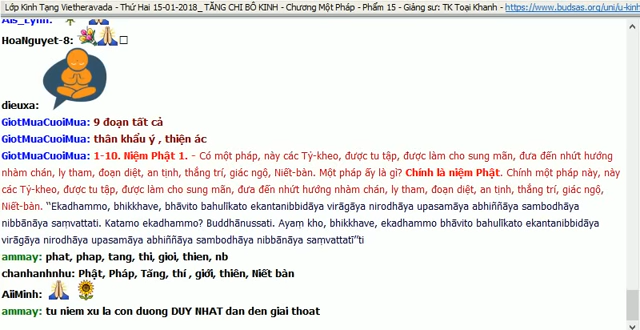 Lớp Kinh Tạng Vietheravada - Thứ Hai 15-01-2018_ TĂNG CHI BỘ KINH - Chương Một Pháp - Phẩm 15 - Giảng sư: TK Toại Khanh - https://www.budsas.org/uni/u-kinh
Ais_Lynn:
HoaNguyet-8:
dieuxa:
GiotMuaCuoiMua: 9 đoạn tất cả
GiotMuaCuoiMua: thân khẩu ý , thiện ác
GiotMuaCuoiMua: 1-10. Niệm Phật 1. - Có một pháp, này các Tỷ-kheo, được tu tập, được làm cho sung mãn, đưa đến nhứt hướng
nhàm chán, ly tham, đoạn diệt, an tịnh, thắng trí, giác ngộ, Niết-bàn. Một pháp ấy là gì? Chính là niệm Phật. Chính một pháp này, này
các Tỷ-kheo, được tu tập, được làm cho sung mãn, đưa đến nhứt hướng nhàm chán, ly tham, đoạn diệt, an tịnh, thắng trí, giác ngộ,
Niết-bàn. "Ekadhammo, bhikkhave, bhāvito bahulīkato ekantanibbidāya virāgāya nirodhāya upasamāya abhiññāya sambodhāya
nibbānāya saṃvattati. Katamo ekadhammo? Buddhānussati. Ayaṃ kho, bhikkhave, ekadhammo bhāvito bahulīkato ekantanibbidāya
virāgāya nirodhāya upasamāya abhiññāya sambodhāya nibbānāya saṃvattatī"ti
ammay: phat, phap, tang, thi, gioi, thien, nb
chanhanhnhu: Phật, Pháp, Tăng, thí , giới, thiên, Niết bàn
AiiMinh:
ammay: tu niem xu la con duong DUY NHAT dan den giai thoat